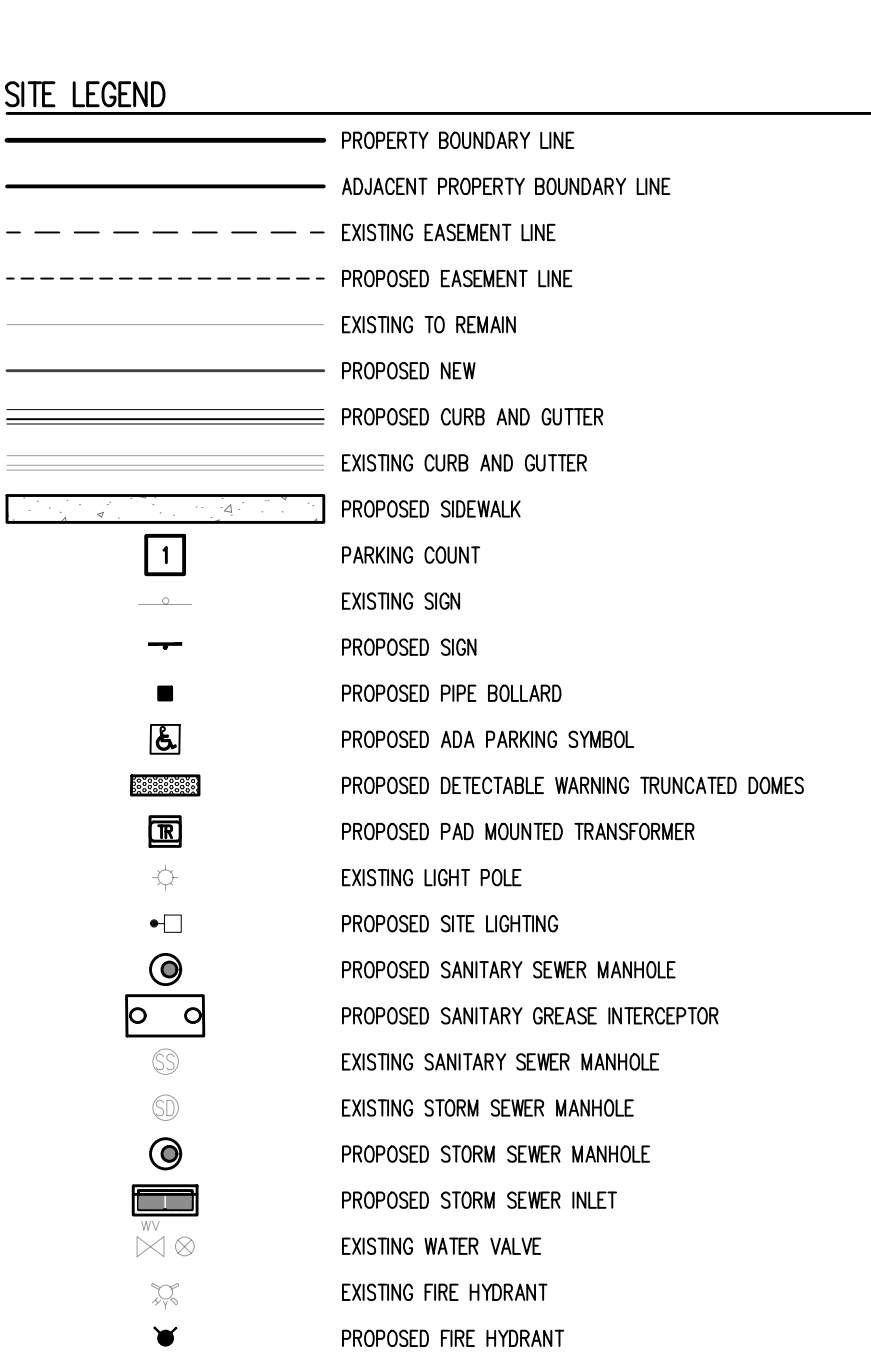 SITE LEGEND
PROPERTY BOUNDARY LINE
ADJACENT PROPERTY BOUNDARY LINE
EXISTING EASEMENT LINE
PROPOSED EASEMENT LINE
EXISTING TO REMAIN
PROPOSED NEW
PROPOSED CURB AND GUTTER
EXISTING CURB AND GUTTER
PROPOSED SIDEWALK
1 PARKING COUNT
EXISTING SIGN
PROPOSED SIGN
PROPOSED PIPE BOLLARD
PROPOSED ADA PARKING SYMBOL
PROPOSED DETECTABLE WARNING TRUNCATED DOMES
TR PROPOSED PAD MOUNTED TRANSFORMER
EXISTING LIGHT POLE
PROPOSED SITE LIGHTING
PROPOSED SANITARY SEWER MANHOLE
PROPOSED SANITARY GREASE INTERCEPTOR
SS EXISTING SANITARY SEWER MANHOLE
SD EXISTING STORM SEWER MANHOLE
PROPOSED STORM SEWER MANHOLE
PROPOSED STORM SEWER INLET
WV
EXISTING WATER VALVE
EXISTING FIRE HYDRANT
PROPOSED FIRE HYDRANT